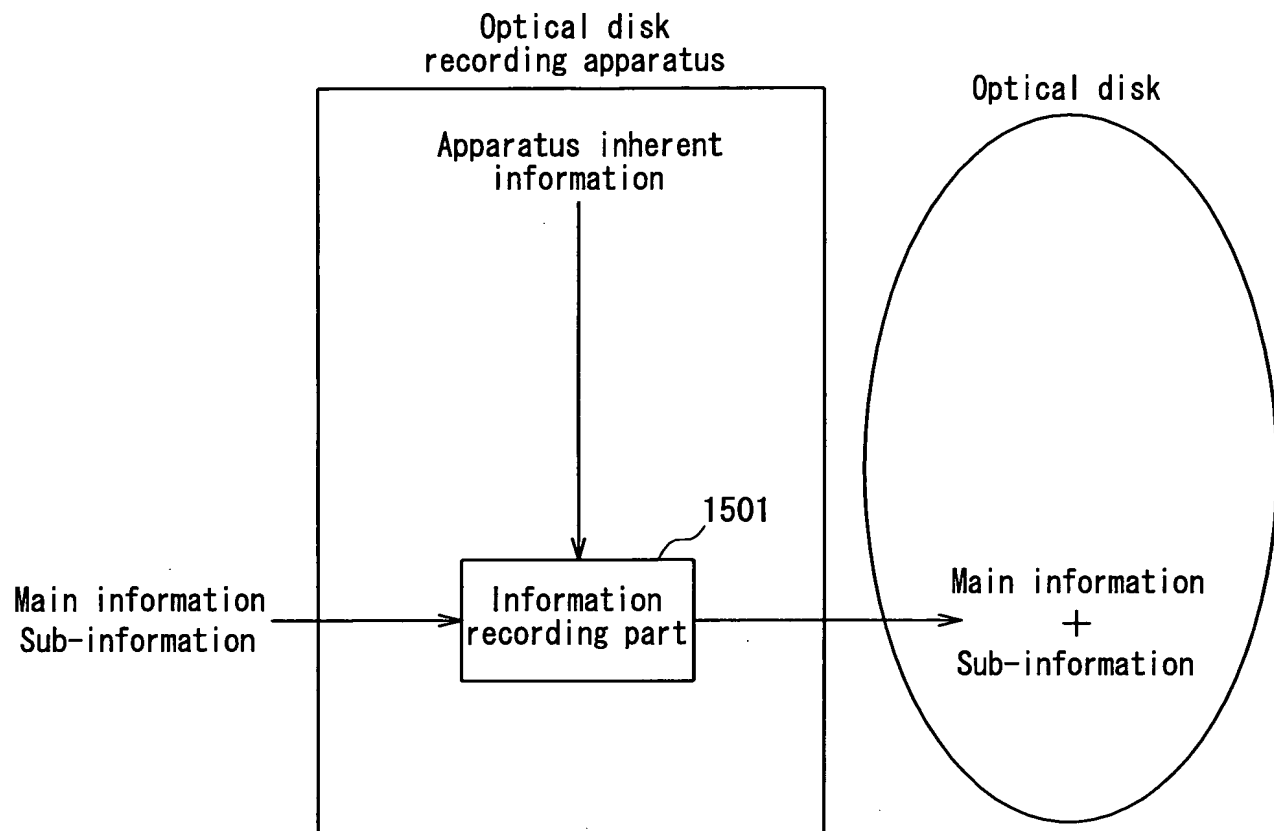 Optical disk
recording apparatus
Optical disk
Apparatus inherent
information
1501
Main information
Sub-information
Information
recording part
Main information
+
Sub-information